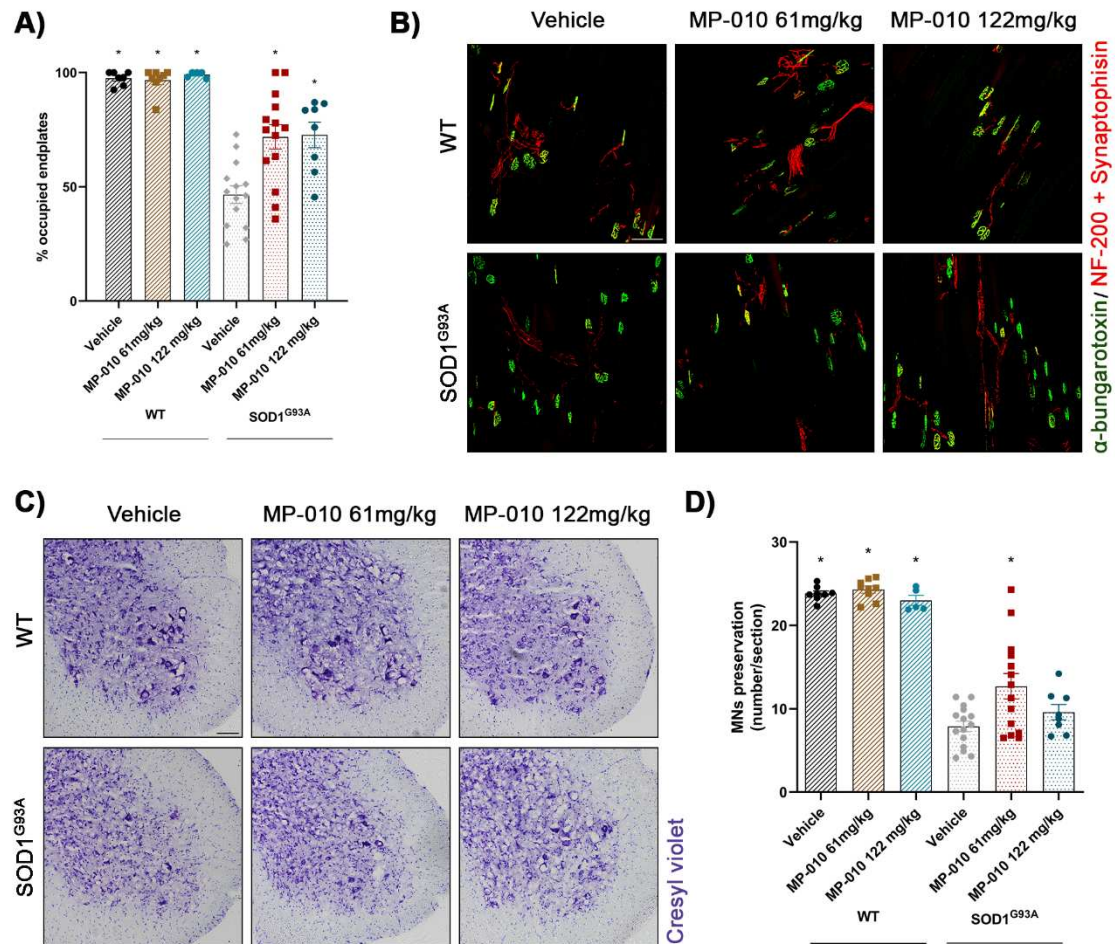 A)
% occupied endplates
100
50
0
* * * * *
Vehicle
MP-010 61mg/kg
MP-010 122 mg/kg
Vehicle
MP-010 61mg/kg
MP-010 122 mg/kg
WT
SOD1G93A
B)
Vehicle
MP-010 61mg/kg
MP-010 122mg/kg
WT
SOD1G93A
α-bungarotoxin/ NF-200 + Synaptophisin
C)
Vehicle
MP-010 61mg/kg
MP-010 122mg/kg
WT
SOD1G93A
Cresyl violet
D)
MNs preservation
(number/section)
30
20
10
0
* * * *
Vehicle
MP-010 61mg/kg
MP-010 122 mg/kg
Vehicle
MP-010 61mg/kg
MP-010 122 mg/kg
WT
SOD1G93A